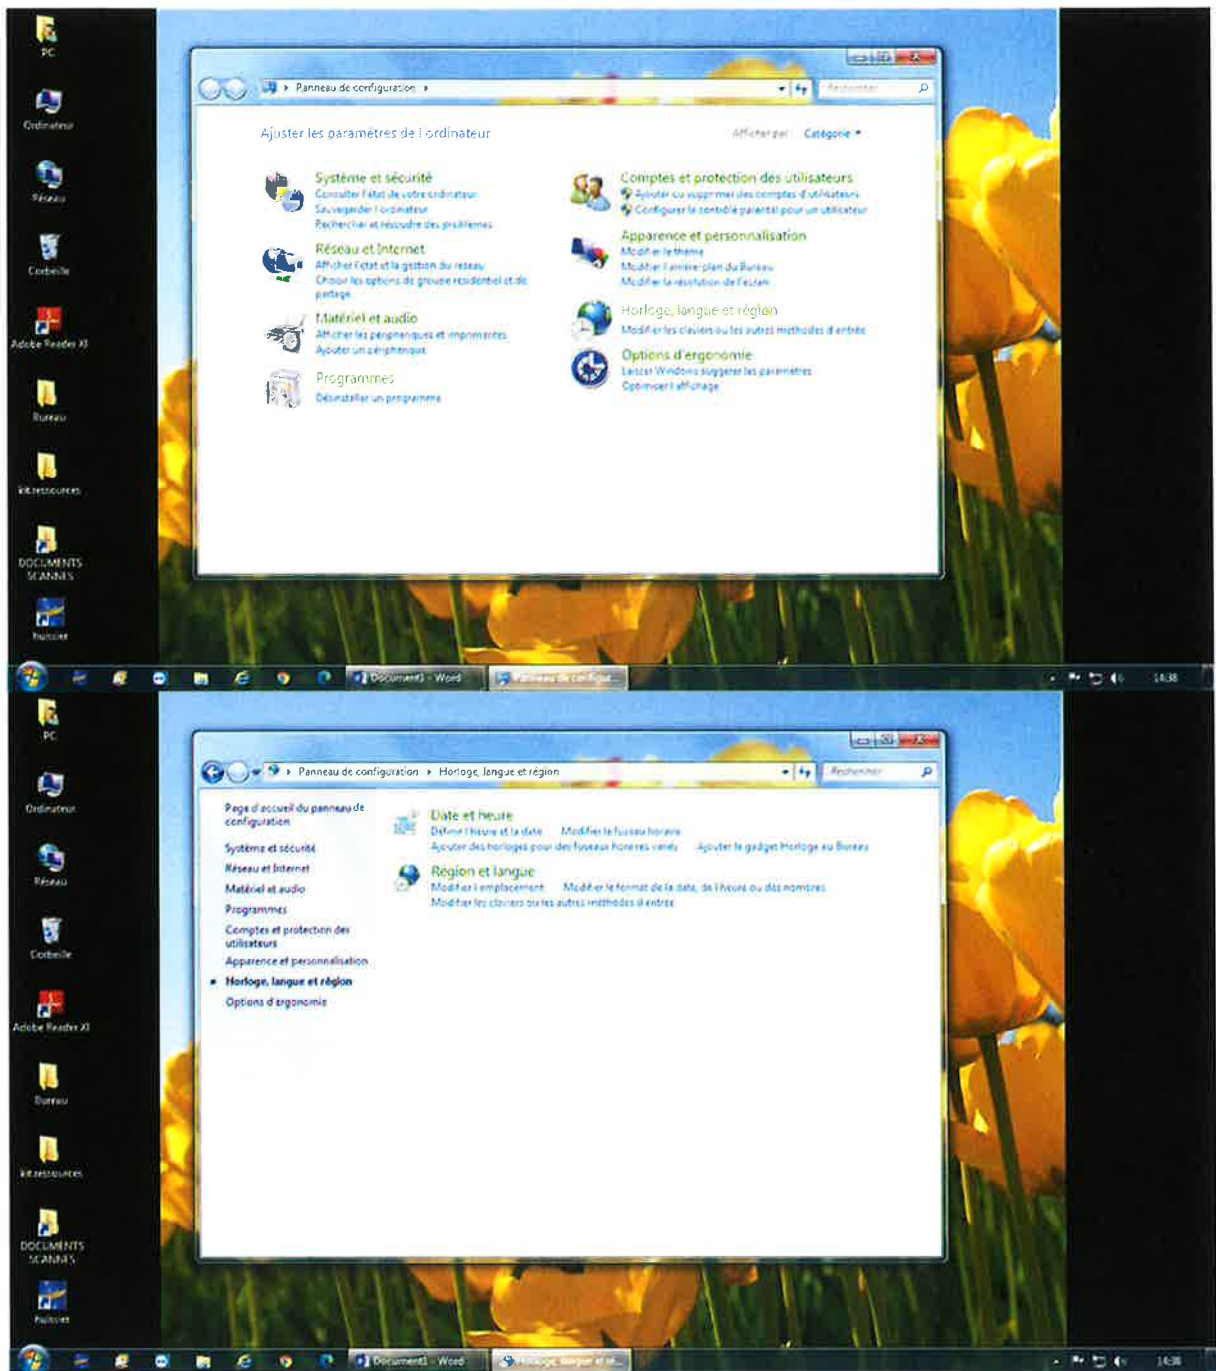 PC
Ordinateur
Réseau
Corbeille
Adobe Reader XI
Bureau
kit ressources
DOCUMENTS
SCANNES
huissier
Panneau de configuration
Rechercher
Ajuster les paramètres de l'ordinateur
Afficher par : Catégorie
Système et sécurité
Consulter l'état de votre ordinateur
Sauvegarder l'ordinateur
Rechercher et résoudre des problèmes
Réseau et Internet
Afficher l'état et la gestion du réseau
Choisir les options de groupe résidentiel et de
partage
Matériel et audio
Afficher les périphériques et imprimantes
Ajouter un périphérique
Programmes
Désinstaller un programme
Comptes et protection des utilisateurs
Ajouter ou supprimer des comptes d'utilisateurs
Configurer le contrôle parental pour un utilisateur
Apparence et personnalisation
Modifier le thème
Modifier l'arrière-plan du Bureau
Modifier la résolution de l'écran
Horloge, langue et région
Modifier les claviers ou les autres méthodes d'entrée
Options d'ergonomie
Laisser Windows suggérer les paramètres
Optimiser l'affichage
Document1 - Word
Panneau de configur...
14:38
PC
Ordinateur
Réseau
Corbeille
Adobe Reader XI
Bureau
kit ressources
DOCUMENTS
SCANNES
huissier
Panneau de configuration
Horloge, langue et région
Rechercher
Page d'accueil du panneau de
configuration
Système et sécurité
Réseau et Internet
Matériel et audio
Programmes
Comptes et protection des
utilisateurs
Apparence et personnalisation
Horloge, langue et région
Options d'ergonomie
Date et heure
Définir l'heure et la date Modifier le fuseau horaire
Ajouter des horloges pour des fuseaux horaires variés Ajouter le gadget Horloge au Bureau
Région et langue
Modifier l'emplacement Modifier le format de la date, de l'heure ou des nombres
Modifier les claviers ou les autres méthodes d'entrée
Document1 - Word
Horloge, langue et ré...
14:38